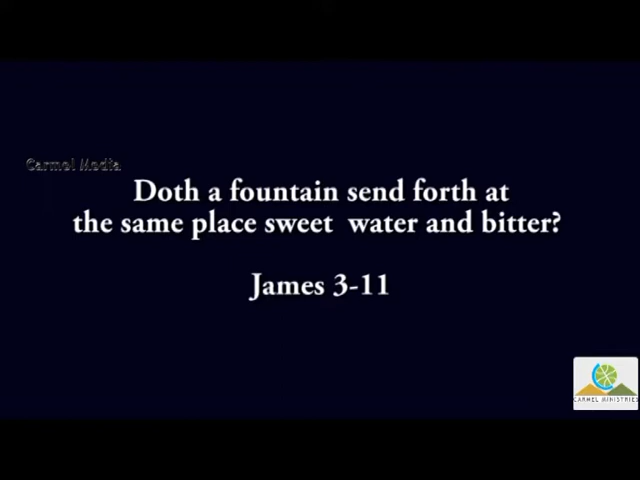 Carmel Media
Doth a fountain send forth at
the same place sweet water and bitter?
James 3-11
CARMEL MINISTRIES